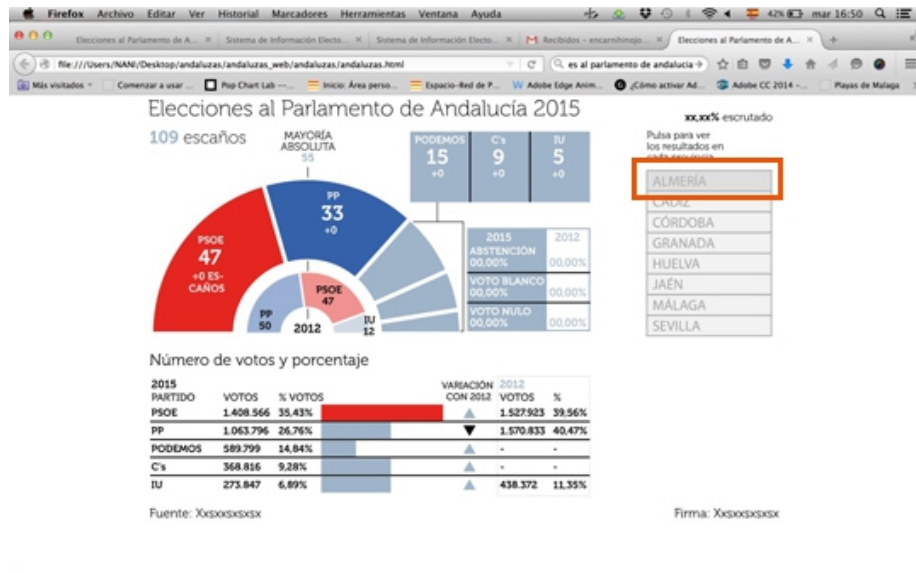 Firefox Archivo Editar Ver Historial Marcadores Herramientas Ventana Ayuda
42% mar 16:50
Elecciones al Parlamento de A...
Sistema de Información Electo...
Sistema de Información Electo...
Recibidos – encarnihinojo...
Elecciones al Parlamento de A...
file:///Users/NANI/Desktop/andaluzas/andaluzas_web/andaluzas/andaluzas.html
es al parlamento de andalucia
Más visitados
Comenzar a usar ...
Pop Chart Lab --...
Inicio: Área perso...
Espacio-Red de P...
Adobe Edge Anim...
¿Cómo activar Ad...
Adobe CC 2014 -...
Playas de Malaga
Elecciones al Parlamento de Andalucía 2015
109 escaños
MAYORÍA
ABSOLUTA
55
PODEMOS
15
+0
C's
9
+0
IU
5
+0
PP
33
+0
PSOE
47
+0 ES-
CAÑOS
PP
50
PSOE
47
IU
12
2012
2015 2012
ABSTENCIÓN
00,00% 00,00%
VOTO BLANCO
00,00% 00,00%
VOTO NULO
00,00% 00,00%
xx,xx% escrutado
Pulsa para ver
los resultados en
cada provincia
ALMERÍA
CÁDIZ
CÓRDOBA
GRANADA
HUELVA
JAÉN
MÁLAGA
SEVILLA
Número de votos y porcentaje
2015 VARIACIÓN 2012
PARTIDO VOTOS % VOTOS CON 2012 VOTOS %
PSOE 1.408.566 35,43% 1.527.923 39,56%
PP 1.063.796 26,76% 1.570.833 40,47%
PODEMOS 589.799 14,84% - -
C's 368.816 9,28% - -
IU 273.847 6,89% 438.372 11,35%
Fuente: Xxsxxsxsxsx
Firma: Xxsxxsxsxsx